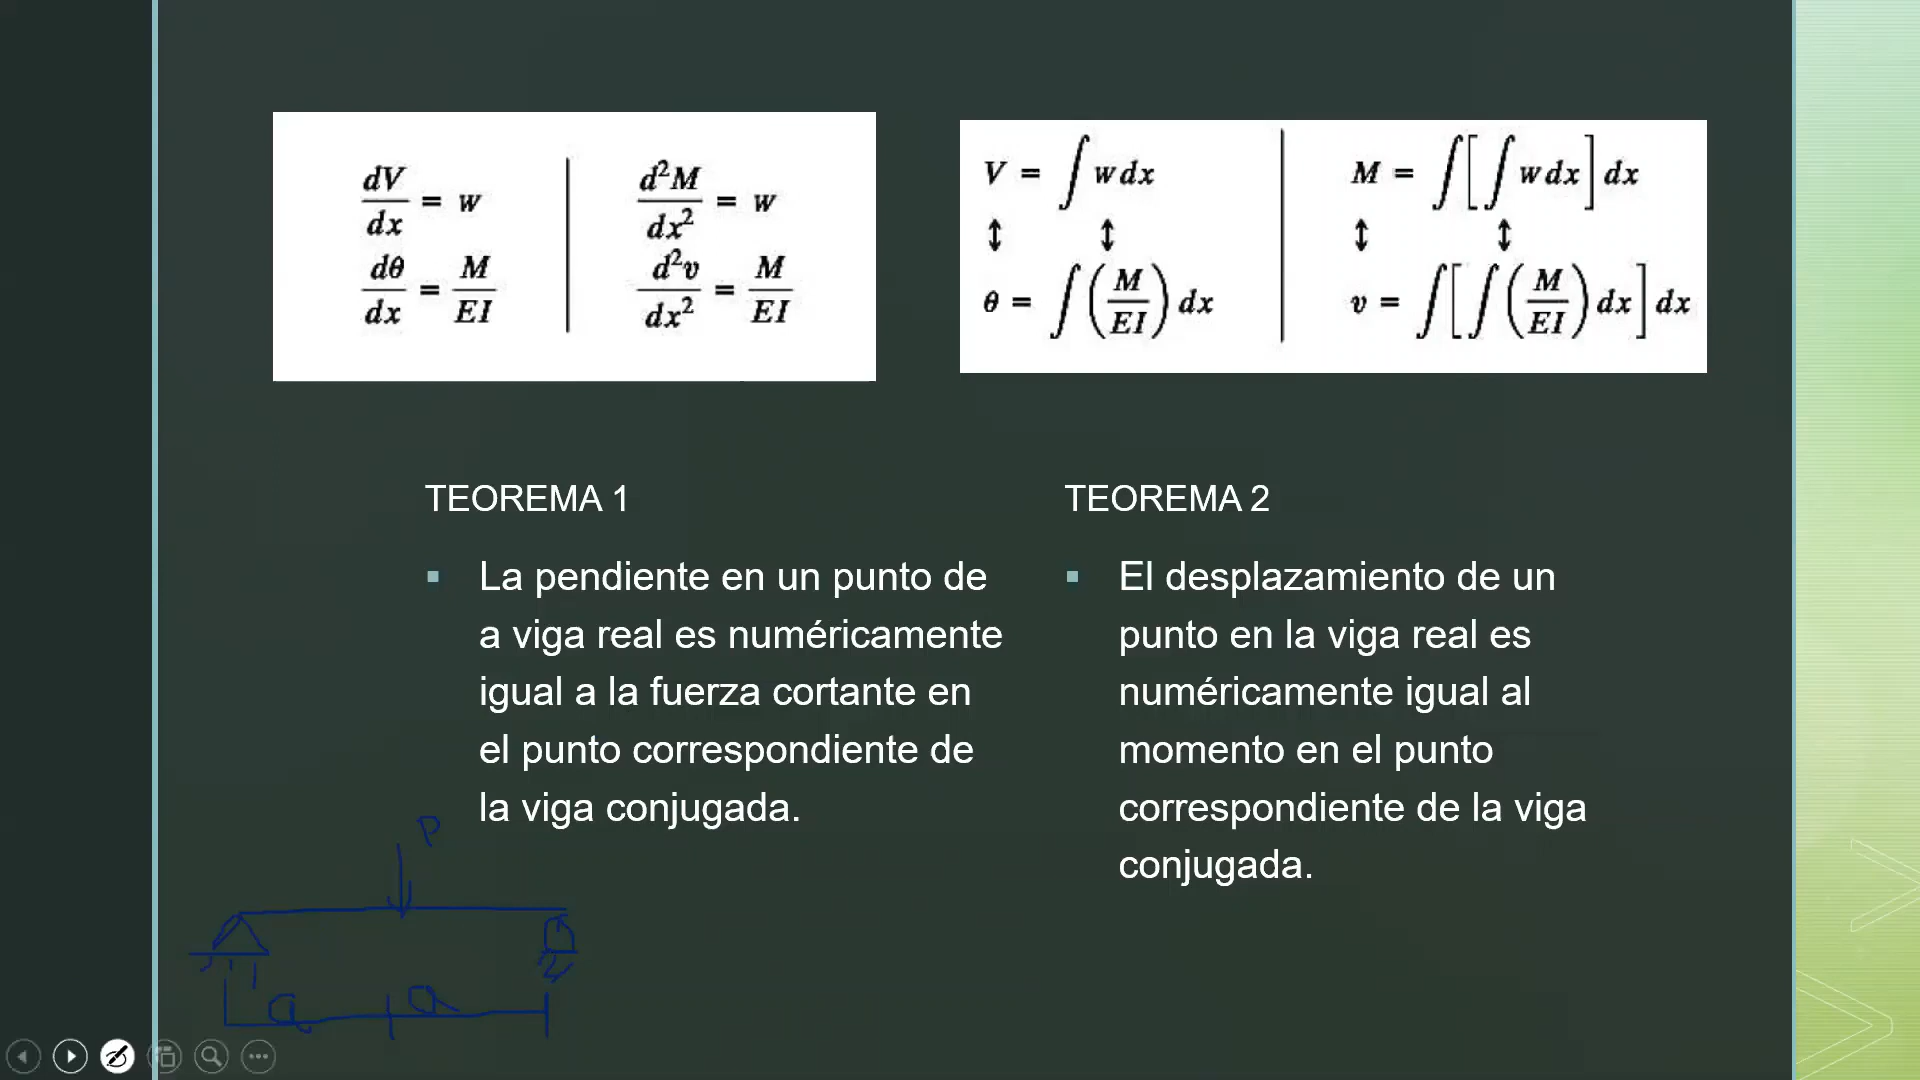 dV/dx = w
d²M/dx² = w
dθ/dx = M/EI
d²v/dx² = M/EI
V = ∫ w dx
M = ∫[∫ w dx] dx
↕ ↕
↕ ↕
θ = ∫(M/EI) dx
v = ∫[∫(M/EI) dx] dx
TEOREMA 1
▪ La pendiente en un punto de
a viga real es numéricamente
igual a la fuerza cortante en
el punto correspondiente de
la viga conjugada.
TEOREMA 2
▪ El desplazamiento de un
punto en la viga real es
numéricamente igual al
momento en el punto
correspondiente de la viga
conjugada.
P
a a